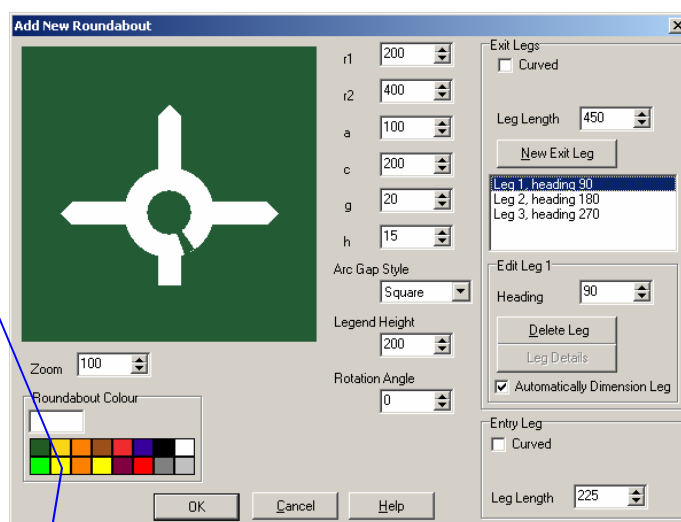 Add New Roundabout
r1 200
r2 400
a 100
c 200
g 20
h 15
Arc Gap Style
Square
Legend Height
200
Rotation Angle
0
Zoom 100
Roundabout Colour
Exit Legs
Curved
Leg Length 450
New Exit Leg
Leg 1, heading 90
Leg 2, heading 180
Leg 3, heading 270
Edit Leg 1
Heading 90
Delete Leg
Leg Details
Automatically Dimension Leg
Entry Leg
Curved
Leg Length 225
OK Cancel Help